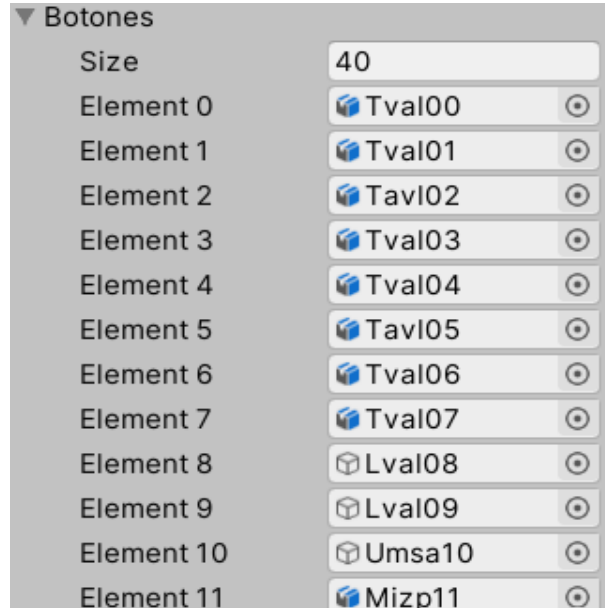 Botones
Size 40
Element 0 Tval00
Element 1 Tval01
Element 2 Tavl02
Element 3 Tval03
Element 4 Tval04
Element 5 Tavl05
Element 6 Tval06
Element 7 Tval07
Element 8 Lval08
Element 9 Lval09
Element 10 Umsa10
Element 11 Mizp11